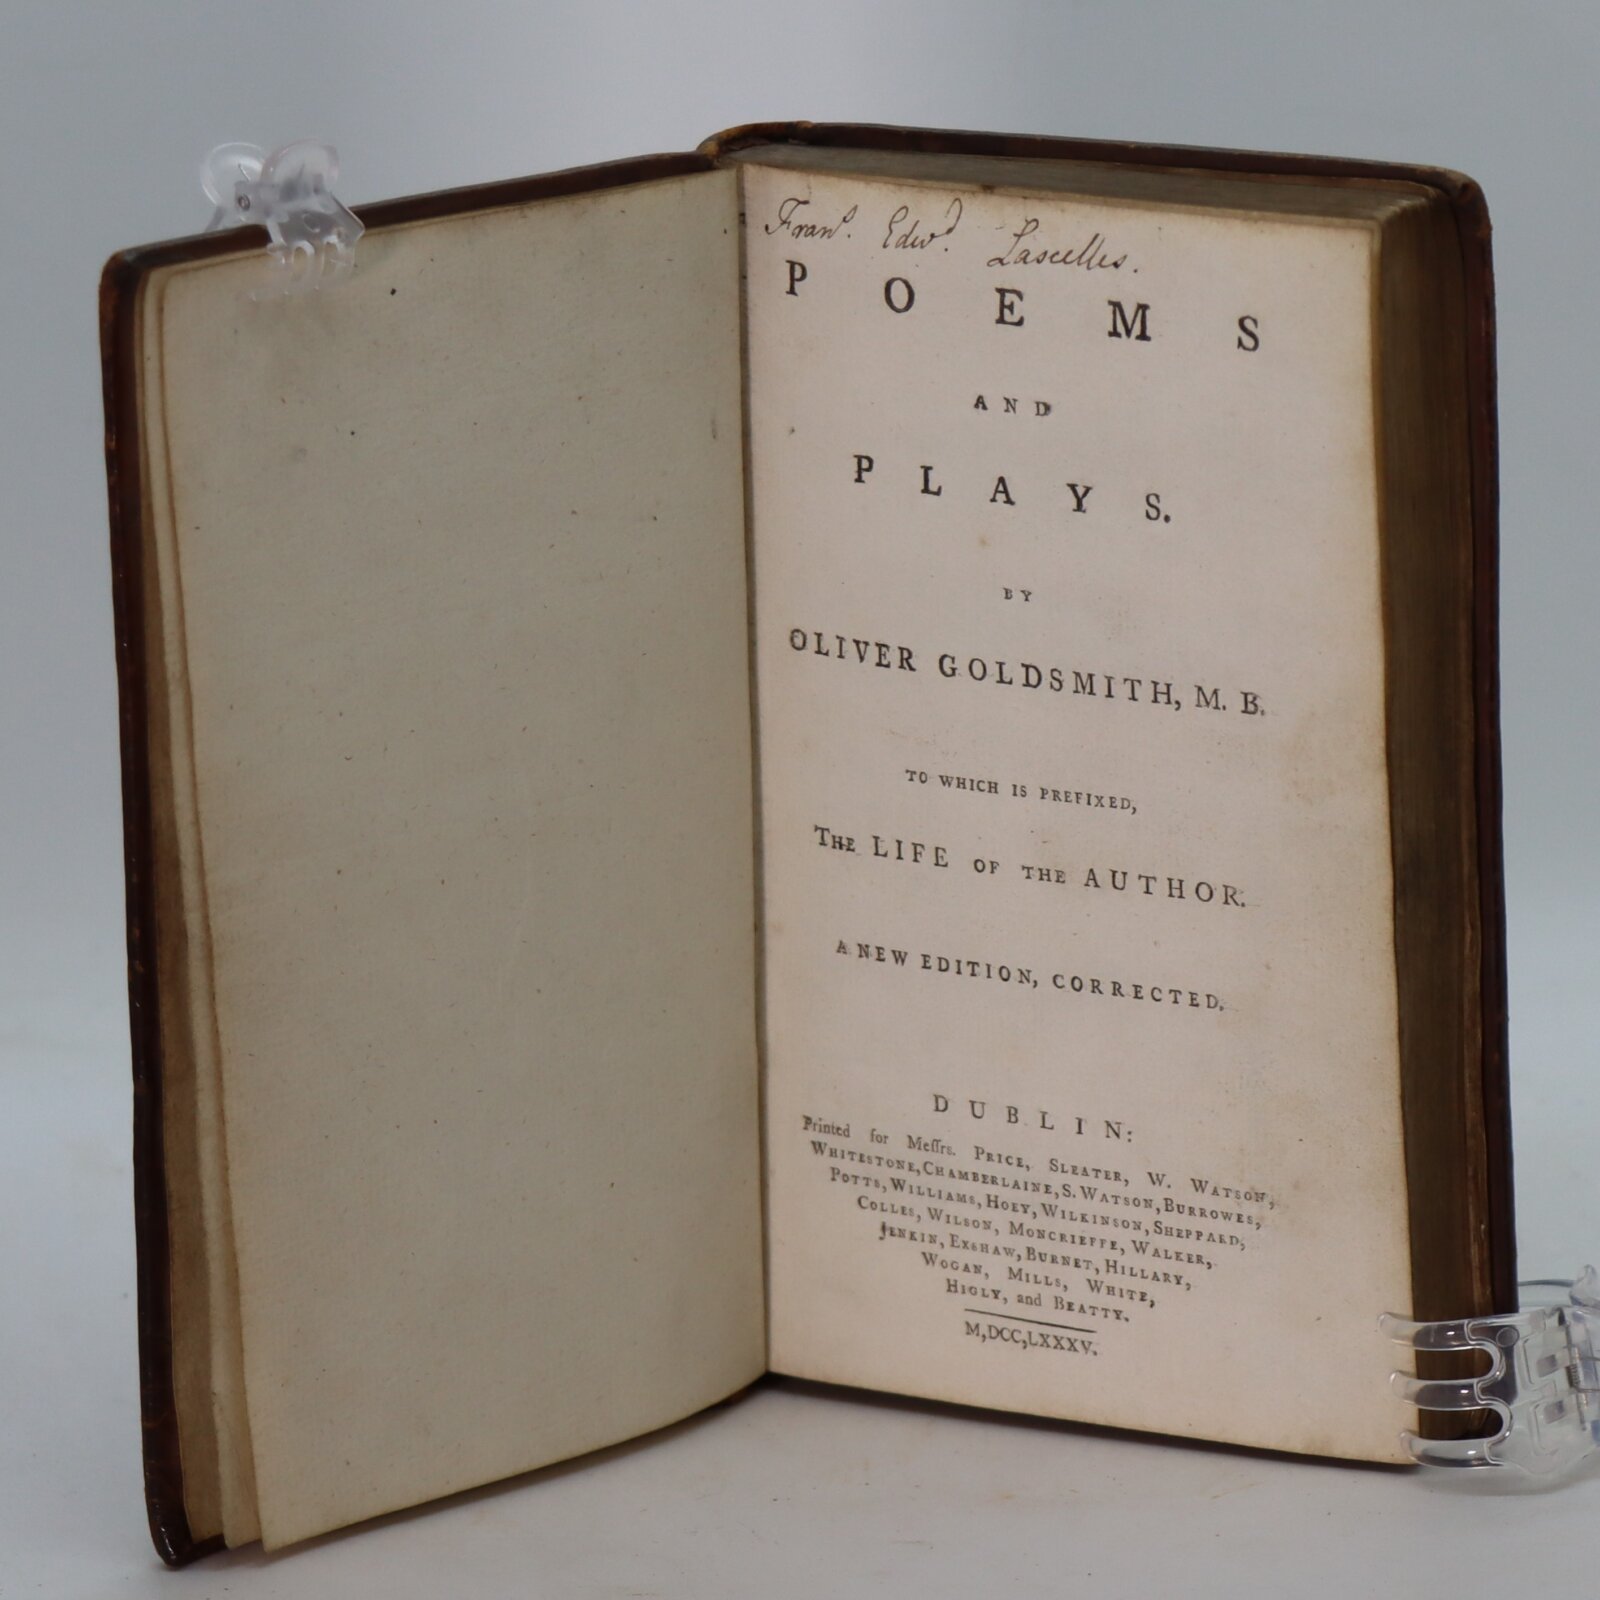 Franˢ. Edwᵈ. Lascelles.
POEMS
AND
PLAYS.
BY
OLIVER GOLDSMITH, M. B.
TO WHICH IS PREFIXED,
THE LIFE OF THE AUTHOR.
A NEW EDITION, CORRECTED.
DUBLIN:
Printed for Meſſrs. PRICE, SLEATER, W. WATSON,
WHITESTONE, CHAMBERLAINE, S. WATSON, BURROWES,
POTTS, WILLIAMS, HOEY, WILKINSON, SHEPPARD,
COLLES, WILSON, MONCRIEFFE, WALKER,
JENKIN, EXSHAW, BURNET, HILLARY,
WOGAN, MILLS, WHITE,
HIGLY, and BEATTY.
M,DCC,LXXXV.